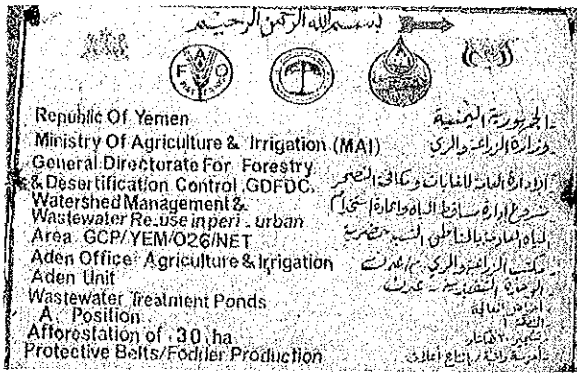 بسم الله الرحمن الرحيم
F A O
Republic Of Yemen
الجمهورية اليمنية
Ministry Of Agriculture & Irrigation (MAI)
وزارة الزراعة والري
General Directorate For Forestry
& Desertification Control .GDFDC.
الإدارة العامة للغابات ومكافحة التصحر
Watershed Management &
Wastewater Re-use in peri - urban
Area GCP/YEM/026/NET
Aden Office Agriculture & Irrigation
مكتب الزراعة والري
Aden Unit
Wastewater Treatment Ponds
A. Position
Afforestation of 30 ha
Protective Belts/Fodder Production